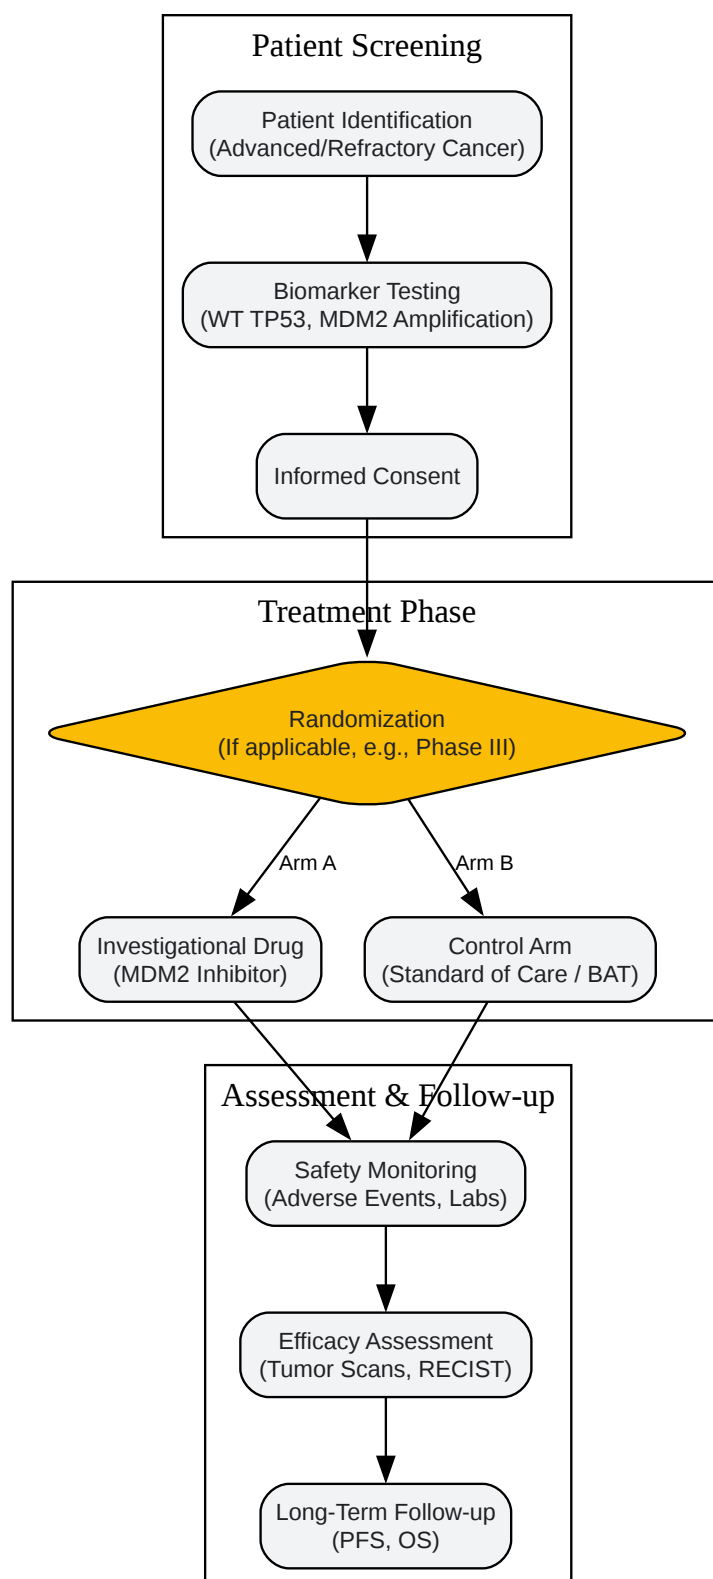 Patient Screening
Patient Identification
(Advanced/Refractory Cancer)
Biomarker Testing
(WT TP53, MDM2 Amplification)
Informed Consent
Treatment Phase
Randomization
(If applicable, e.g., Phase III)
Arm A
Arm B
Investigational Drug
(MDM2 Inhibitor)
Control Arm
(Standard of Care / BAT)
Assessment & Follow-up
Safety Monitoring
(Adverse Events, Labs)
Efficacy Assessment
(Tumor Scans, RECIST)
Long-Term Follow-up
(PFS, OS)